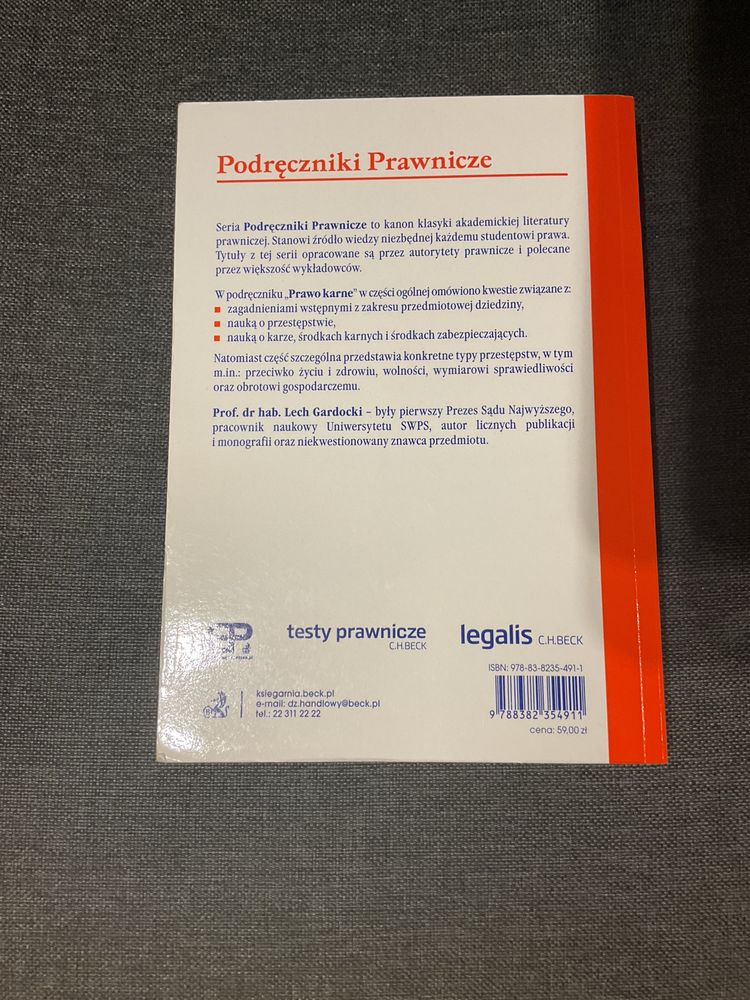 Podręczniki Prawnicze
Seria Podręczniki Prawnicze to kanon klasyki akademickiej literatury
prawniczej. Stanowi źródło wiedzy niezbędnej każdemu studentowi prawa.
Tytuły z tej serii opracowane są przez autorytety prawnicze i polecane
przez większość wykładowców.
W podręczniku „Prawo karne” w części ogólnej omówiono kwestie związane z:
zagadnieniami wstępnymi z zakresu przedmiotowej dziedziny,
nauką o przestępstwie,
nauką o karze, środkach karnych i środkach zabezpieczających.
Natomiast część szczególna przedstawia konkretne typy przestępstw, w tym
m.in.: przeciwko życiu i zdrowiu, wolności, wymiarowi sprawiedliwości
oraz obrotowi gospodarczemu.
Prof. dr hab. Lech Gardocki – były pierwszy Prezes Sądu Najwyższego,
pracownik naukowy Uniwersytetu SWPS, autor licznych publikacji
i monografii oraz niekwestionowany znawca przedmiotu.
testy prawnicze
C.H.BECK
legalis C.H.BECK
ISBN: 978-83-8235-491-1
9 788382 354911
cena: 59,00 zł
ksiegarnia.beck.pl
e-mail: dz.handlowy@beck.pl
tel.: 22 311 22 22